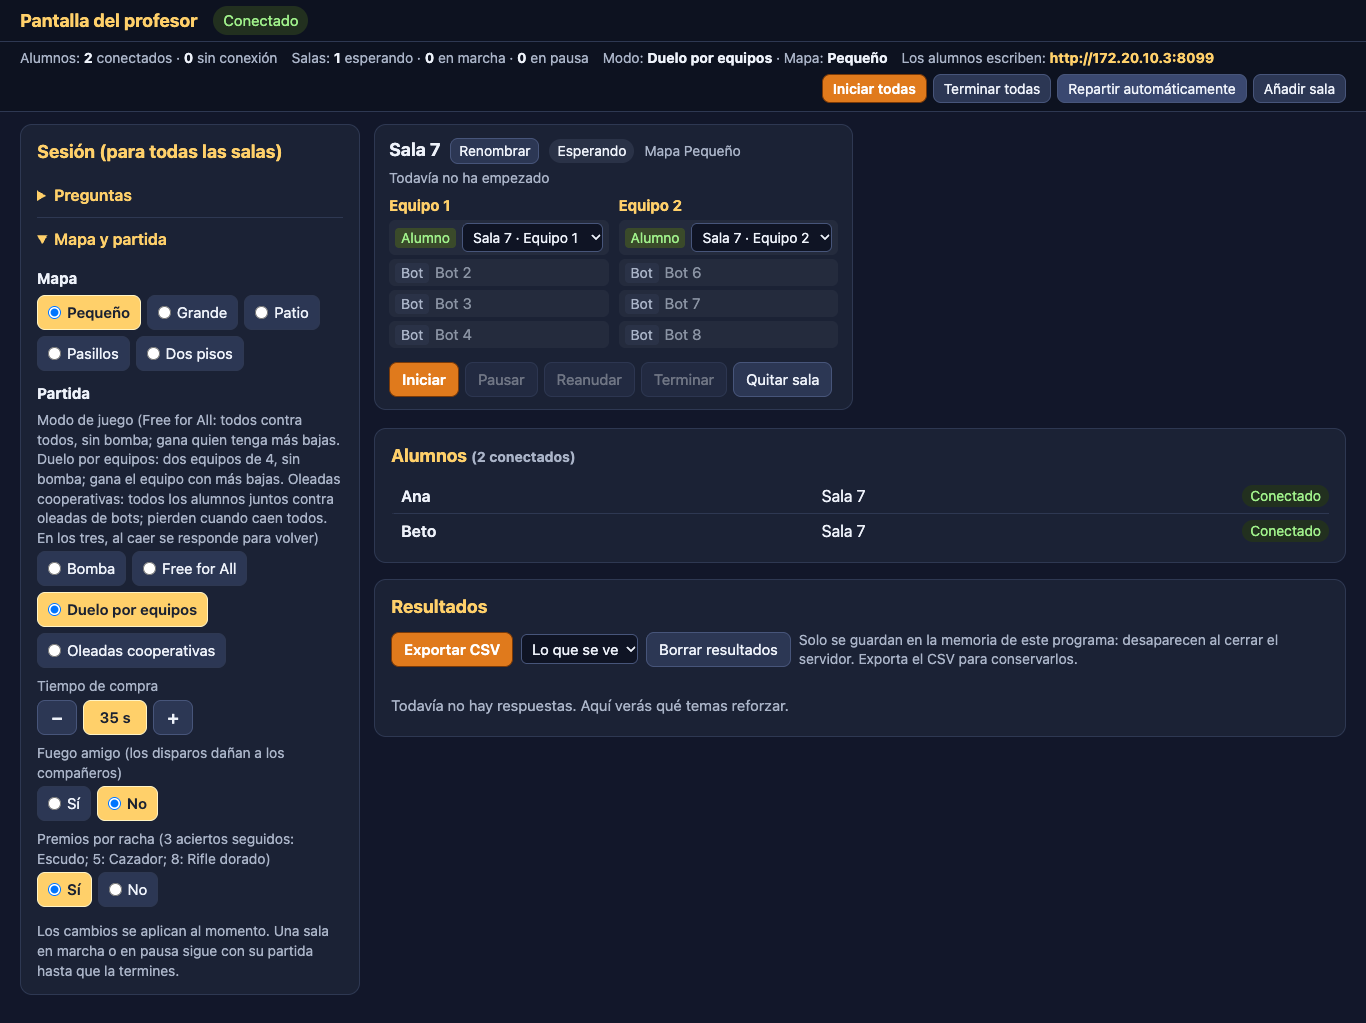 Pantalla del profesor Conectado
Alumnos: 2 conectados · 0 sin conexión Salas: 1 esperando · 0 en marcha · 0 en pausa Modo: Duelo por equipos · Mapa: Pequeño Los alumnos escriben: http://172.20.10.3:8099
Iniciar todas Terminar todas Repartir automáticamente Añadir sala
Sesión (para todas las salas)
Preguntas
Mapa y partida
Mapa
Pequeño Grande Patio
Pasillos Dos pisos
Partida
Modo de juego (Free for All: todos contra
todos, sin bomba; gana quien tenga más bajas.
Duelo por equipos: dos equipos de 4, sin
bomba; gana el equipo con más bajas. Oleadas
cooperativas: todos los alumnos juntos contra
oleadas de bots; pierden cuando caen todos.
En los tres, al caer se responde para volver)
Bomba Free for All
Duelo por equipos
Oleadas cooperativas
Tiempo de compra
− 35 s +
Fuego amigo (los disparos dañan a los
compañeros)
Sí No
Premios por racha (3 aciertos seguidos:
Escudo; 5: Cazador; 8: Rifle dorado)
Sí No
Los cambios se aplican al momento. Una sala
en marcha o en pausa sigue con su partida
hasta que la termines.
Sala 7 Renombrar Esperando Mapa Pequeño
Todavía no ha empezado
Equipo 1 Equipo 2
Alumno Sala 7 · Equipo 1 Alumno Sala 7 · Equipo 2
Bot Bot 2 Bot Bot 6
Bot Bot 3 Bot Bot 7
Bot Bot 4 Bot Bot 8
Iniciar Pausar Reanudar Terminar Quitar sala
Alumnos (2 conectados)
Ana Sala 7 Conectado
Beto Sala 7 Conectado
Resultados
Exportar CSV Lo que se ve Borrar resultados Solo se guardan en la memoria de este programa: desaparecen al cerrar el
servidor. Exporta el CSV para conservarlos.
Todavía no hay respuestas. Aquí verás qué temas reforzar.